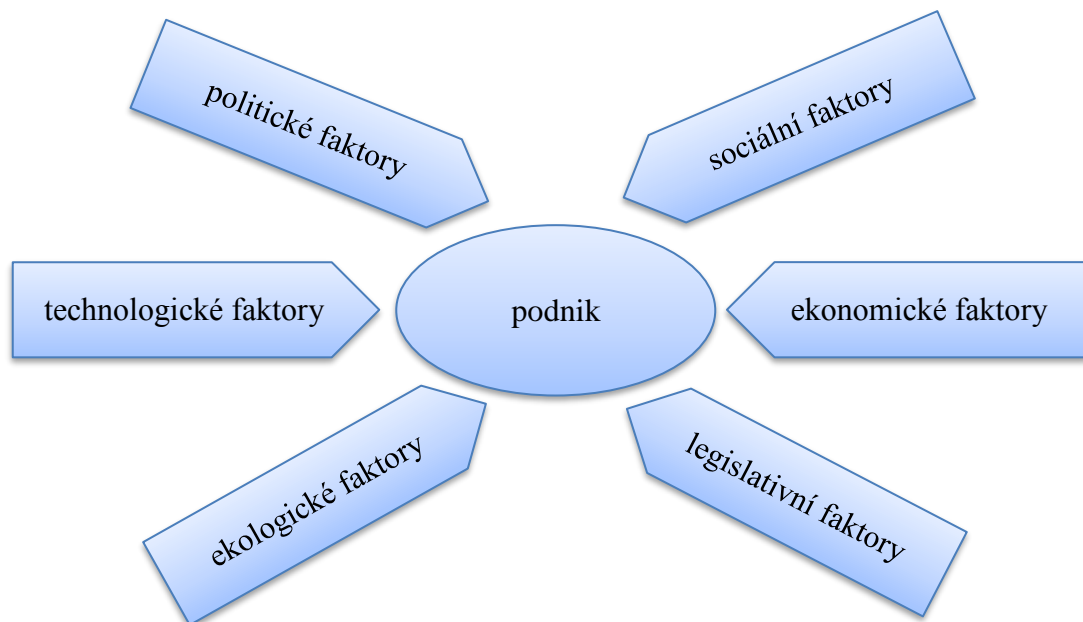 politické faktory
sociální faktory
technologické faktory
podnik
ekonomické faktory
ekologické faktory
legislativní faktory